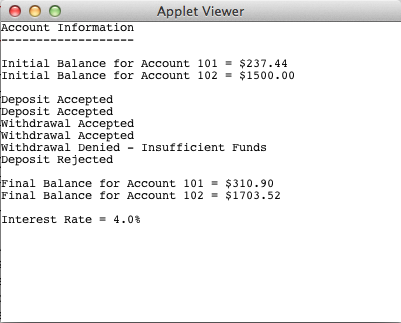 Applet Viewer
Account Information
-------------------
Initial Balance for Account 101 = $237.44
Initial Balance for Account 102 = $1500.00
Deposit Accepted
Deposit Accepted
Withdrawal Accepted
Withdrawal Accepted
Withdrawal Denied - Insufficient Funds
Deposit Rejected
Final Balance for Account 101 = $310.90
Final Balance for Account 102 = $1703.52
Interest Rate = 4.0%